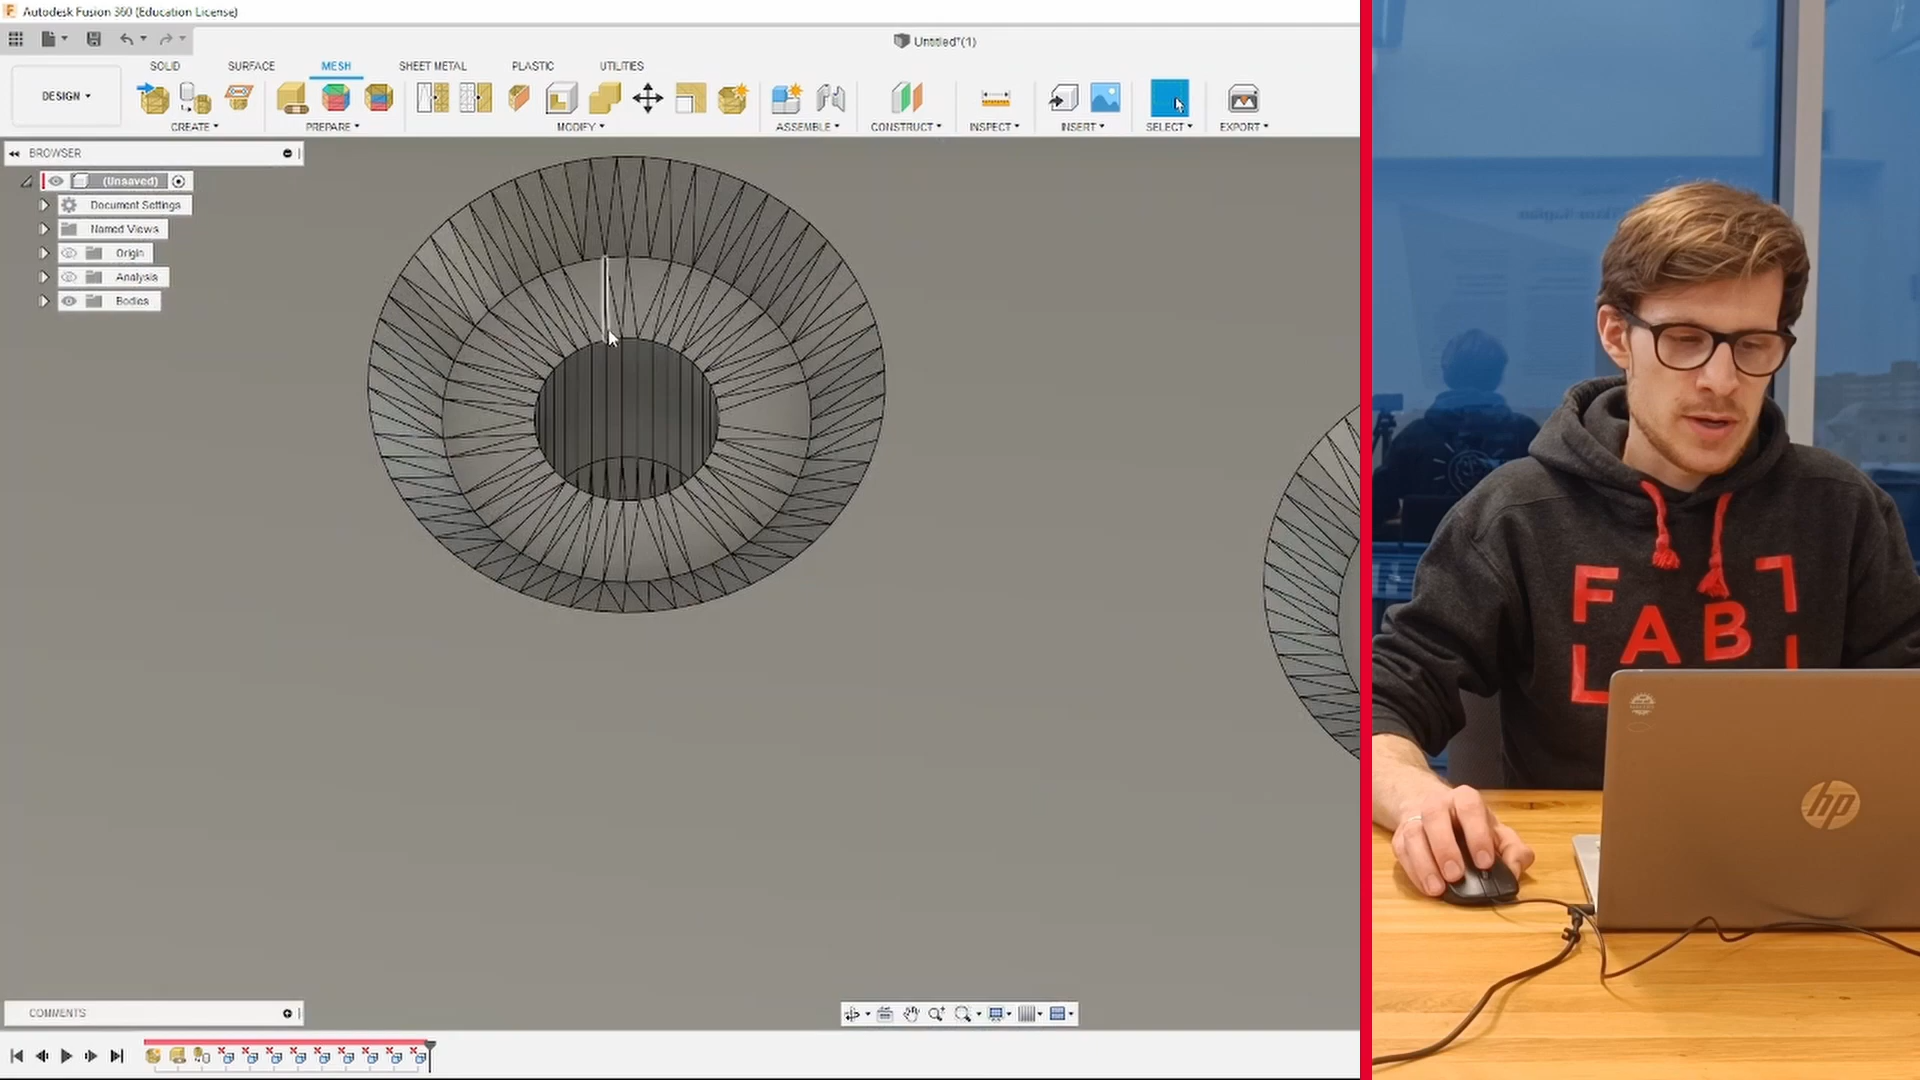 Autodesk Fusion 360 (Education License)
Untitled*(1)
SOLID
SURFACE
MESH
SHEET METAL
PLASTIC
UTILITIES
DESIGN
CREATE
PREPARE
MODIFY
ASSEMBLE
CONSTRUCT
INSPECT
INSERT
SELECT
EXPORT
BROWSER
(Unsaved)
Document Settings
Named Views
Origin
Analysis
Bodies
COMMENTS
F
AB
L
hp